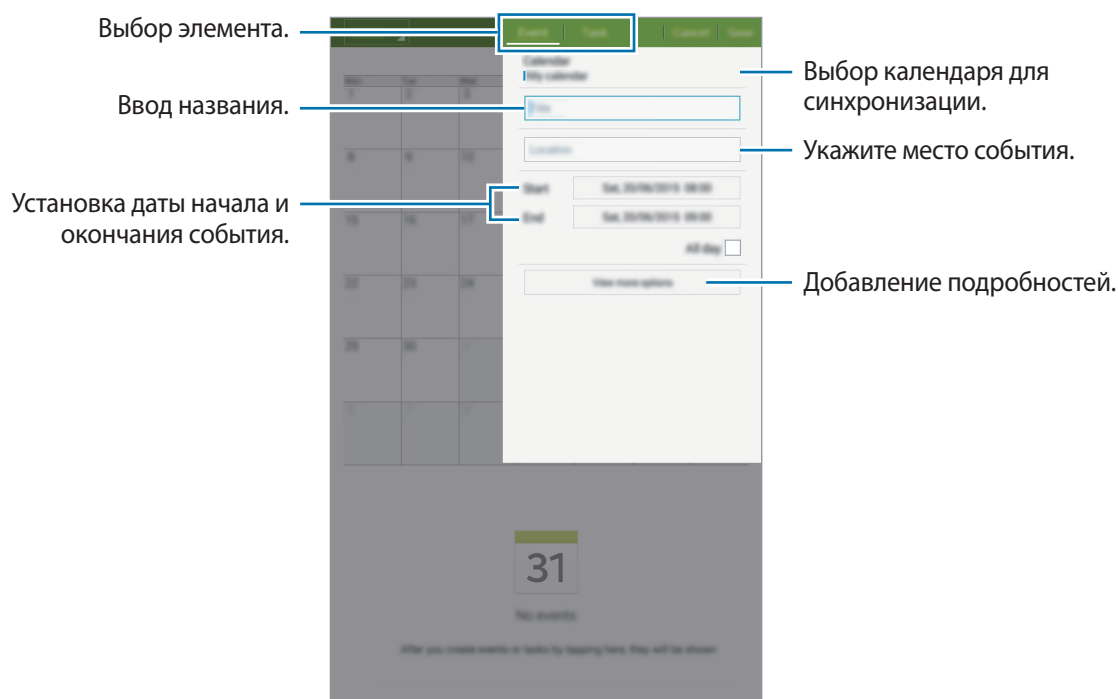 Выбор элемента.
Event Task Cancel Save
Calendar
My calendar
Выбор календаря для
синхронизации.
Mon Tue Wed
1 2 3
Ввод названия.
Title
Location
Укажите место события.
8 9 10
Установка даты начала и
окончания события.
Start Sat, 20/06/2015 08:00
End Sat, 20/06/2015 09:00
15 16 17
All day
View more options
Добавление подробностей.
22 23 24
29 30
31
No events
After you create events or tasks by tapping here, they will be shown